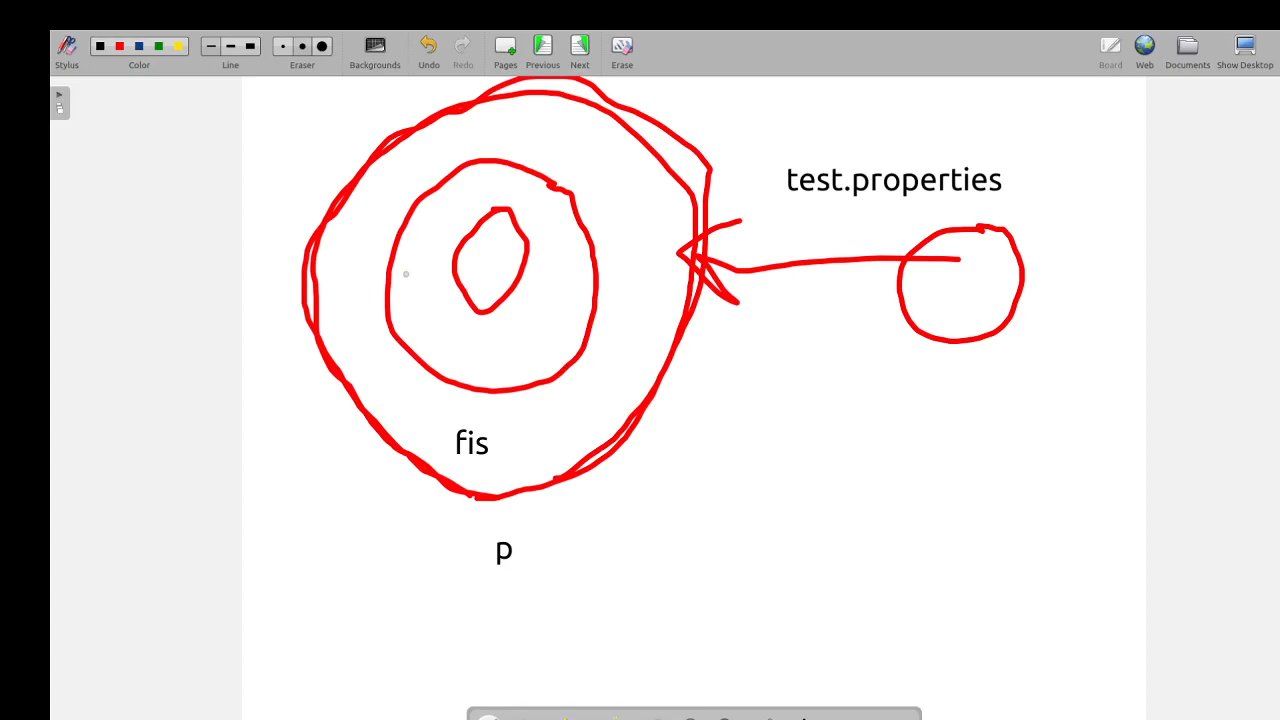 Stylus
Color
Line
Eraser
Backgrounds
Undo
Redo
Pages
Previous
Next
Erase
Board
Web
Documents
Show Desktop
test.properties
fis
p